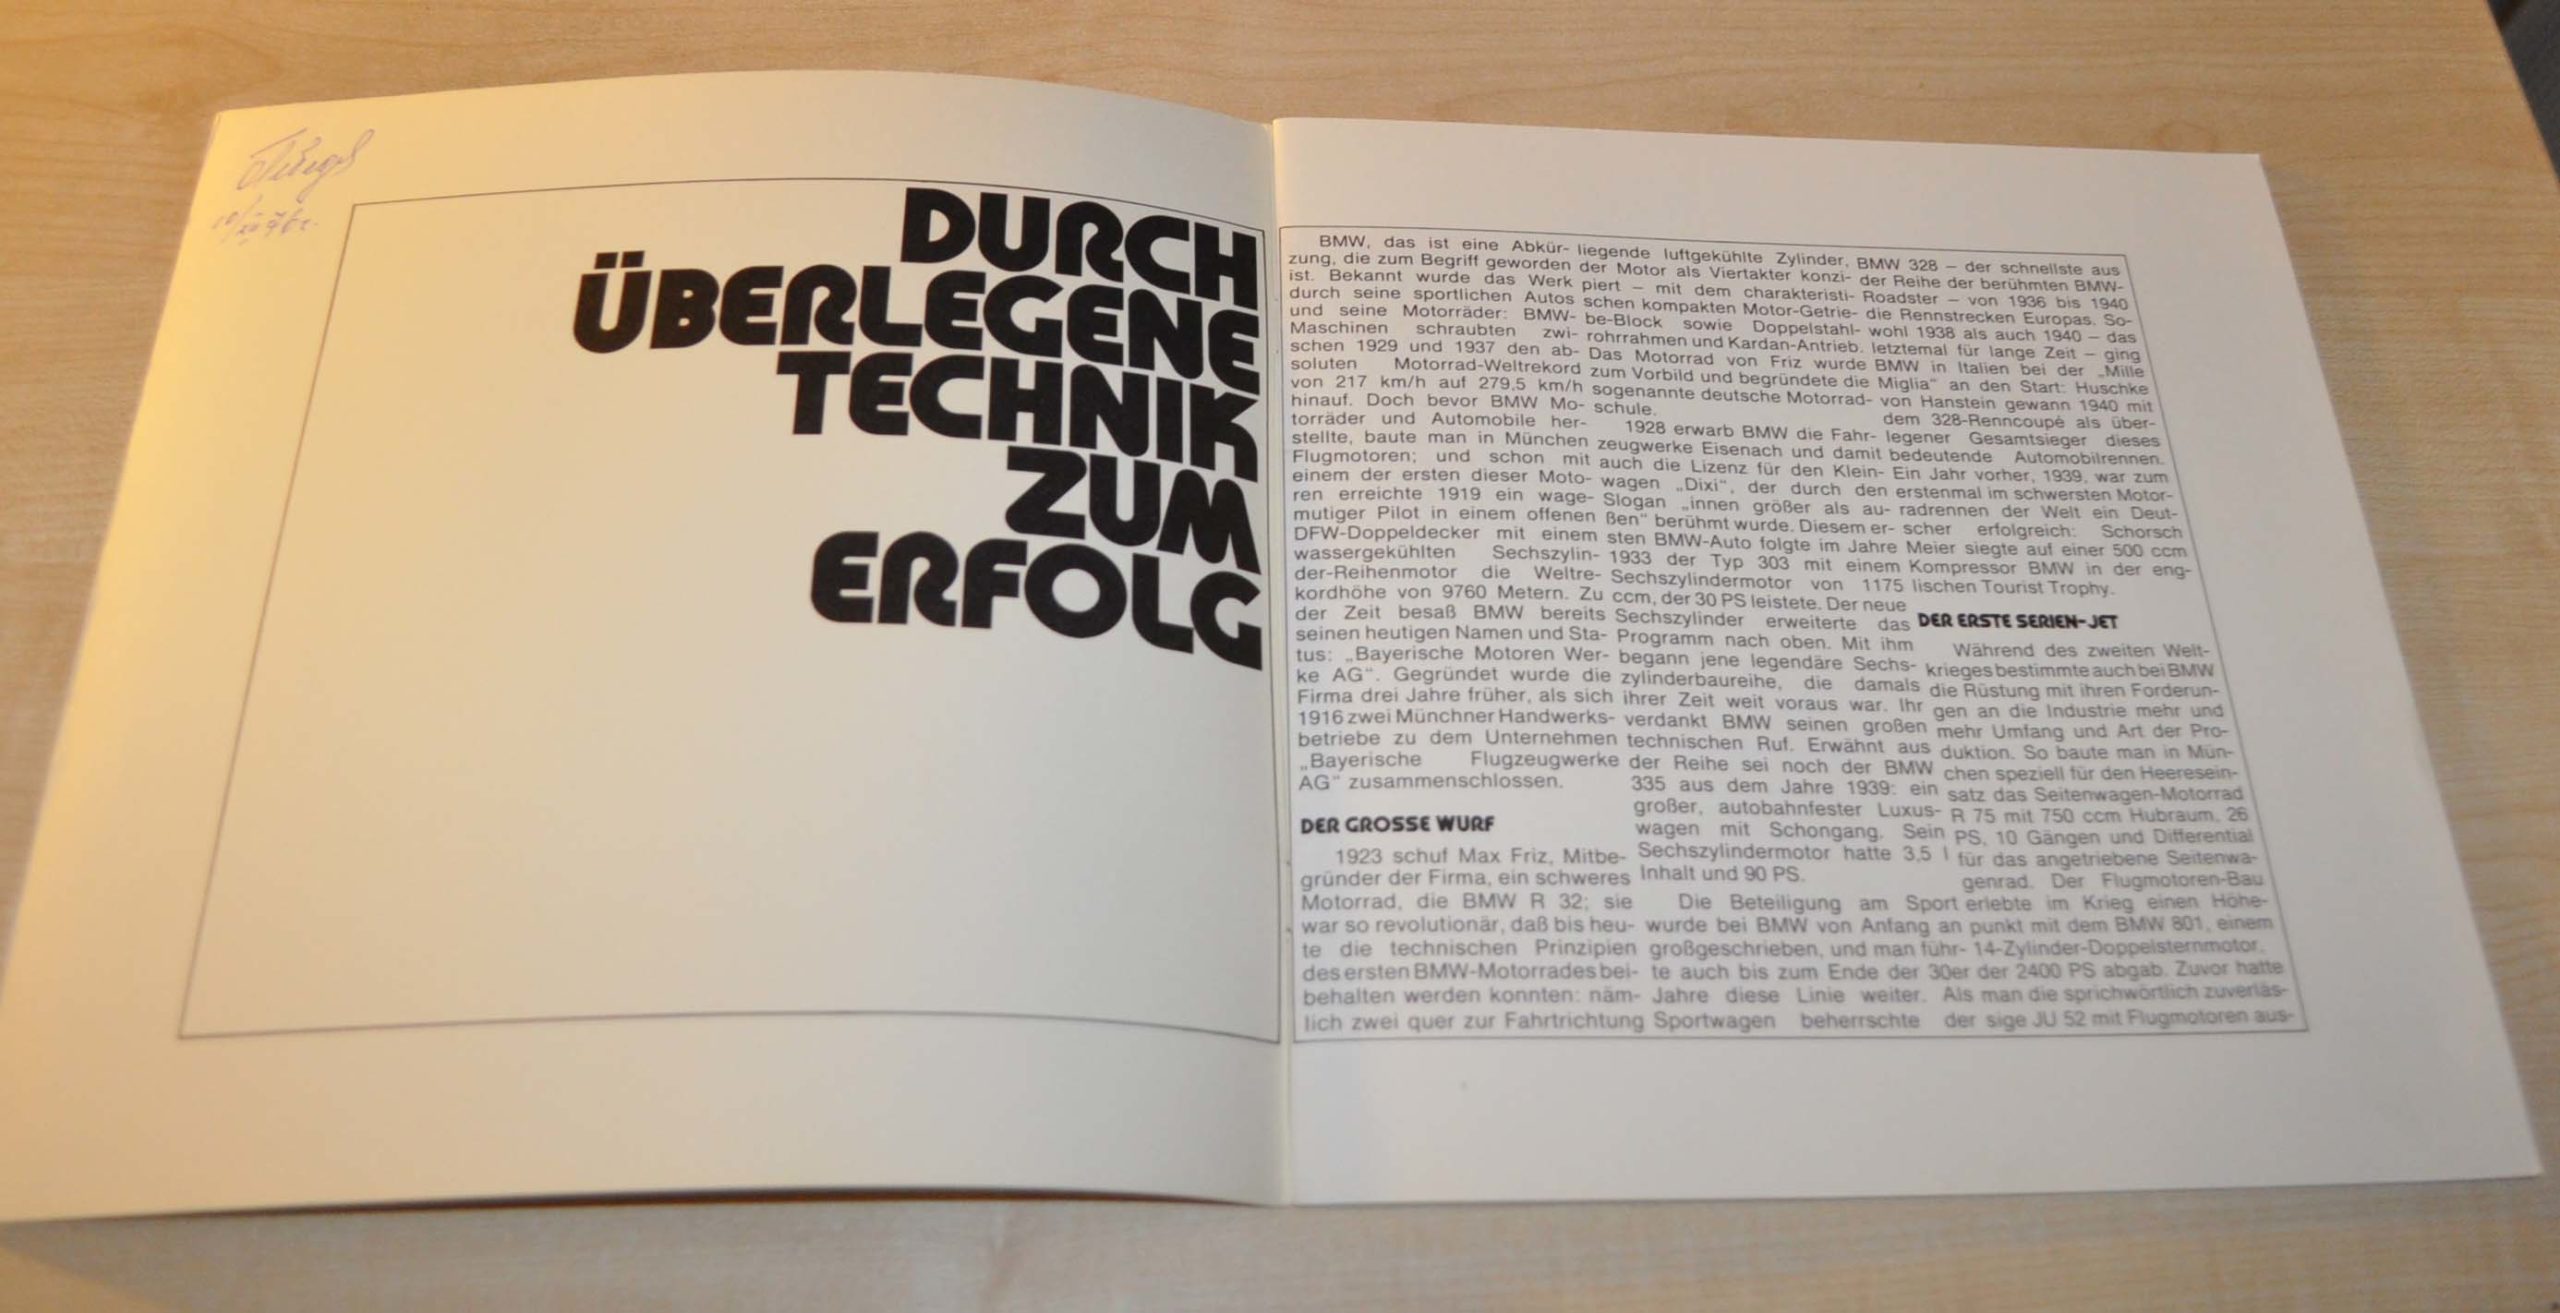 DURCH
ÜBERLEGENE
TECHNIK
ZUM
ERFOLG
BMW, das ist eine Abkür-
zung, die zum Begriff geworden
ist. Bekannt wurde das Werk
durch seine sportlichen Autos
und seine Motorräder: BMW-
Maschinen schraubten zwi-
schen 1929 und 1937 den ab-
soluten Motorrad-Weltrekord
von 217 km/h auf 279,5 km/h
hinauf. Doch bevor BMW Mo-
torräder und Automobile her-
stellte, baute man in München
Flugmotoren; und schon mit
einem der ersten dieser Moto-
ren erreichte 1919 ein wage-
mutiger Pilot in einem offenen
DFW-Doppeldecker mit einem
wassergekühlten Sechszylin-
der-Reihenmotor die Weltre-
kordhöhe von 9760 Metern. Zu
der Zeit besaß BMW bereits
seinen heutigen Namen und Sta-
tus: „Bayerische Motoren Wer-
ke AG“. Gegründet wurde die
Firma drei Jahre früher, als sich
1916 zwei Münchner Handwerks-
betriebe zu dem Unternehmen
„Bayerische Flugzeugwerke
AG“ zusammenschlossen.
DER GROSSE WURF
1923 schuf Max Friz, Mitbe-
gründer der Firma, ein schweres
Motorrad, die BMW R 32; sie
war so revolutionär, daß bis heu-
te die technischen Prinzipien
des ersten BMW-Motorrades bei-
behalten werden konnten: näm-
lich zwei quer zur Fahrtrichtung
liegende luftgekühlte Zylinder,
der Motor als Viertakter konzi-
piert – mit dem charakteristi-
schen kompakten Motor-Getrie-
be-Block sowie Doppelstahl-
rohrrahmen und Kardan-Antrieb.
Das Motorrad von Friz wurde
zum Vorbild und begründete die
sogenannte deutsche Motorrad-
schule.
1928 erwarb BMW die Fahr-
zeugwerke Eisenach und damit
auch die Lizenz für den Klein-
wagen „Dixi“, der durch den
Slogan „innen größer als au-
ßen“ berühmt wurde. Diesem er-
sten BMW-Auto folgte im Jahre
1933 der Typ 303 mit einem
Sechszylindermotor von 1175
ccm, der 30 PS leistete. Der neue
Sechszylinder erweiterte das
Programm nach oben. Mit ihm
begann jene legendäre Sechs-
zylinderbaureihe, die damals
ihrer Zeit weit voraus war. Ihr
verdankt BMW seinen großen
technischen Ruf. Erwähnt aus
der Reihe sei noch der BMW
335 aus dem Jahre 1939: ein
großer, autobahnfester Luxus-
wagen mit Schongang. Sein
Sechszylindermotor hatte 3,5 l
Inhalt und 90 PS.
Die Beteiligung am Sport
wurde bei BMW von Anfang an
großgeschrieben, und man führ-
te auch bis zum Ende der 30er
Jahre diese Linie weiter. Als
Sportwagen beherrschte der
BMW 328 – der schnellste aus
der Reihe der berühmten BMW-
Roadster – von 1936 bis 1940
die Rennstrecken Europas. So-
wohl 1938 als auch 1940 – das
letztemal für lange Zeit – ging
BMW in Italien bei der „Mille
Miglia“ an den Start: Huschke
von Hanstein gewann 1940 mit
dem 328-Renncoupé als über-
legener Gesamtsieger dieses
bedeutende Automobilrennen.
Ein Jahr vorher, 1939, war zum
erstenmal im schwersten Motor-
radrennen der Welt ein Deut-
scher erfolgreich: Schorsch
Meier siegte auf einer 500 ccm
Kompressor BMW in der eng-
lischen Tourist Trophy.
DER ERSTE SERIEN-JET
Während des zweiten Welt-
krieges bestimmte auch bei BMW
die Rüstung mit ihren Forderun-
gen an die Industrie mehr und
mehr Umfang und Art der Pro-
duktion. So baute man in Mün-
chen speziell für den Heeresein-
satz das Seitenwagen-Motorrad
R 75 mit 750 ccm Hubraum, 26
PS, 10 Gängen und Differential
für das angetriebene Seitenwa-
genrad. Der Flugmotoren-Bau
erlebte im Krieg einen Höhe-
punkt mit dem BMW 801, einem
14-Zylinder-Doppelsternmotor,
der 2400 PS abgab. Zuvor hatte
man die sprichwörtlich zuverläs-
sige JU 52 mit Flugmotoren aus-